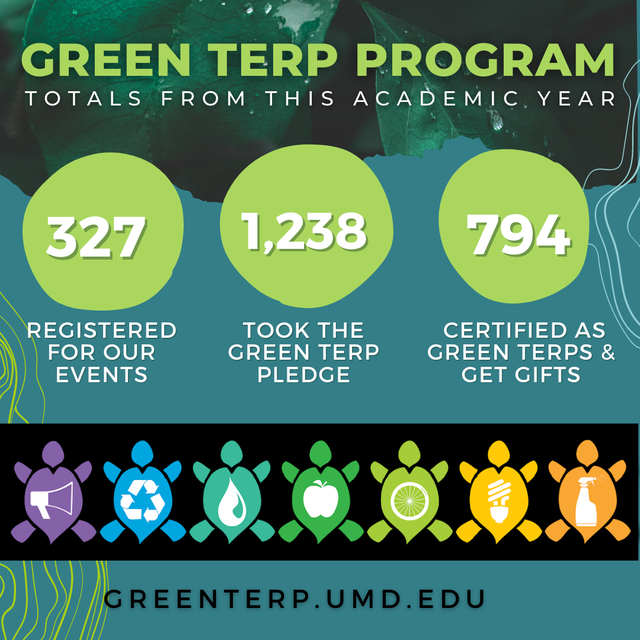 GREEN TERP PROGRAM
TOTALS FROM THIS ACADEMIC YEAR
327
REGISTERED
FOR OUR
EVENTS
1,238
TOOK THE
GREEN TERP
PLEDGE
794
CERTIFIED AS
GREEN TERPS &
GET GIFTS
GREENTERP.UMD.EDU